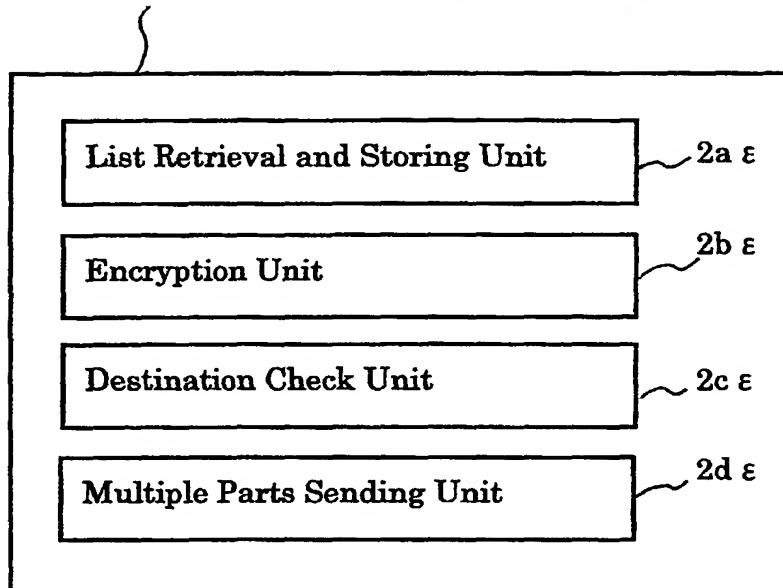 List Retrieval and Storing Unit 2a ε
Encryption Unit 2b ε
Destination Check Unit 2c ε
Multiple Parts Sending Unit 2d ε